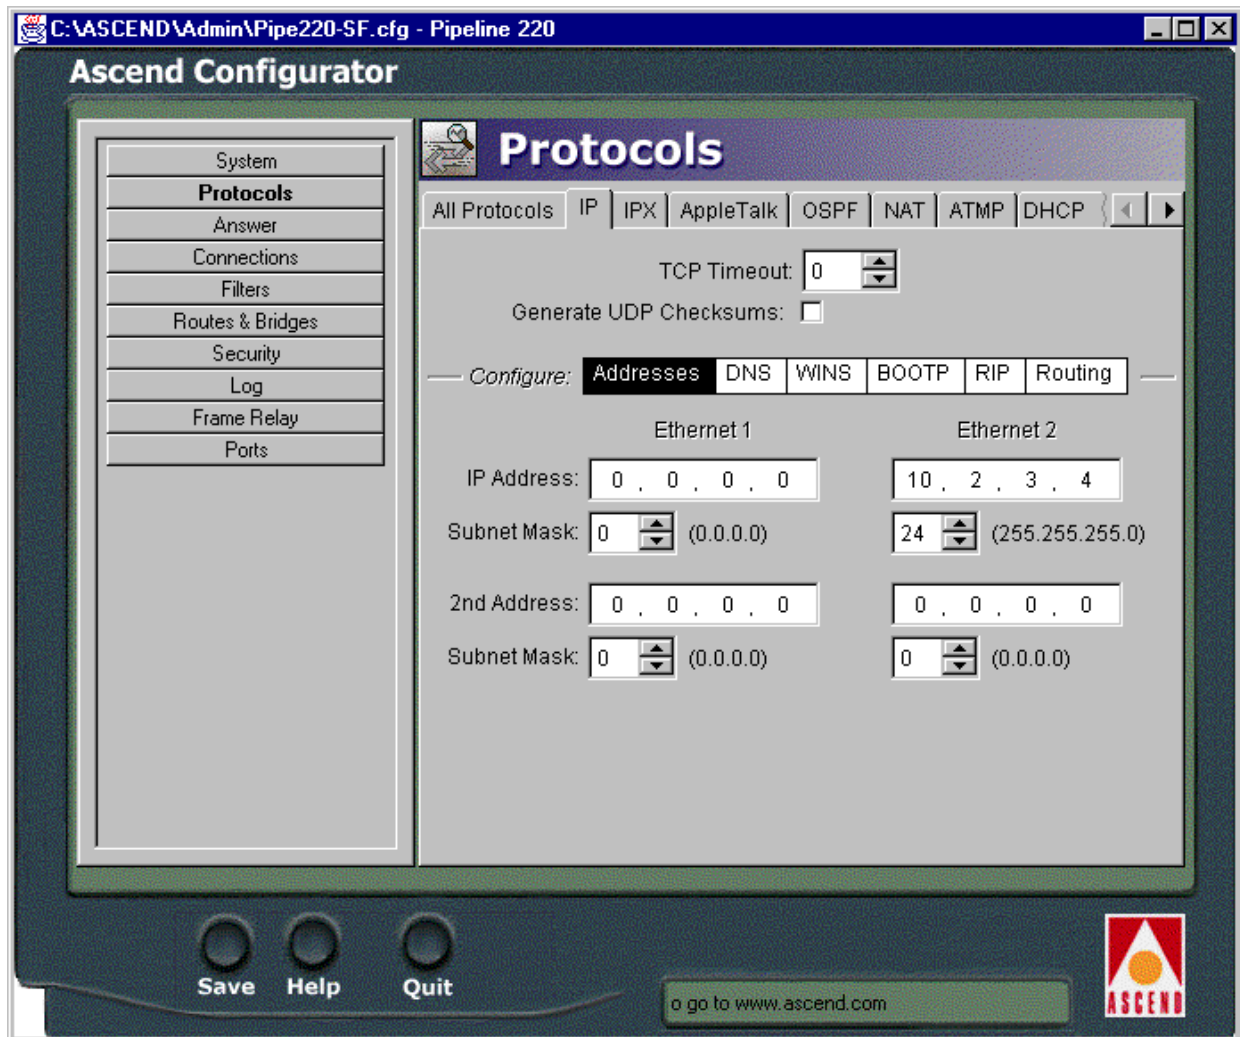 C:\ASCEND\Admin\Pipe220-SF.cfg - Pipeline 220
Ascend Configurator
System
Protocols
Answer
Connections
Filters
Routes & Bridges
Security
Log
Frame Relay
Ports
Protocols
All Protocols IP IPX AppleTalk OSPF NAT ATMP DHCP
TCP Timeout: 0
Generate UDP Checksums:
Configure: Addresses DNS WINS BOOTP RIP Routing
Ethernet 1 Ethernet 2
IP Address: 0 . 0 . 0 . 0 10 . 2 . 3 . 4
Subnet Mask: 0 (0.0.0.0) 24 (255.255.255.0)
2nd Address: 0 . 0 . 0 . 0 0 . 0 . 0 . 0
Subnet Mask: 0 (0.0.0.0) 0 (0.0.0.0)
Save Help Quit
o go to www.ascend.com
ASCEND